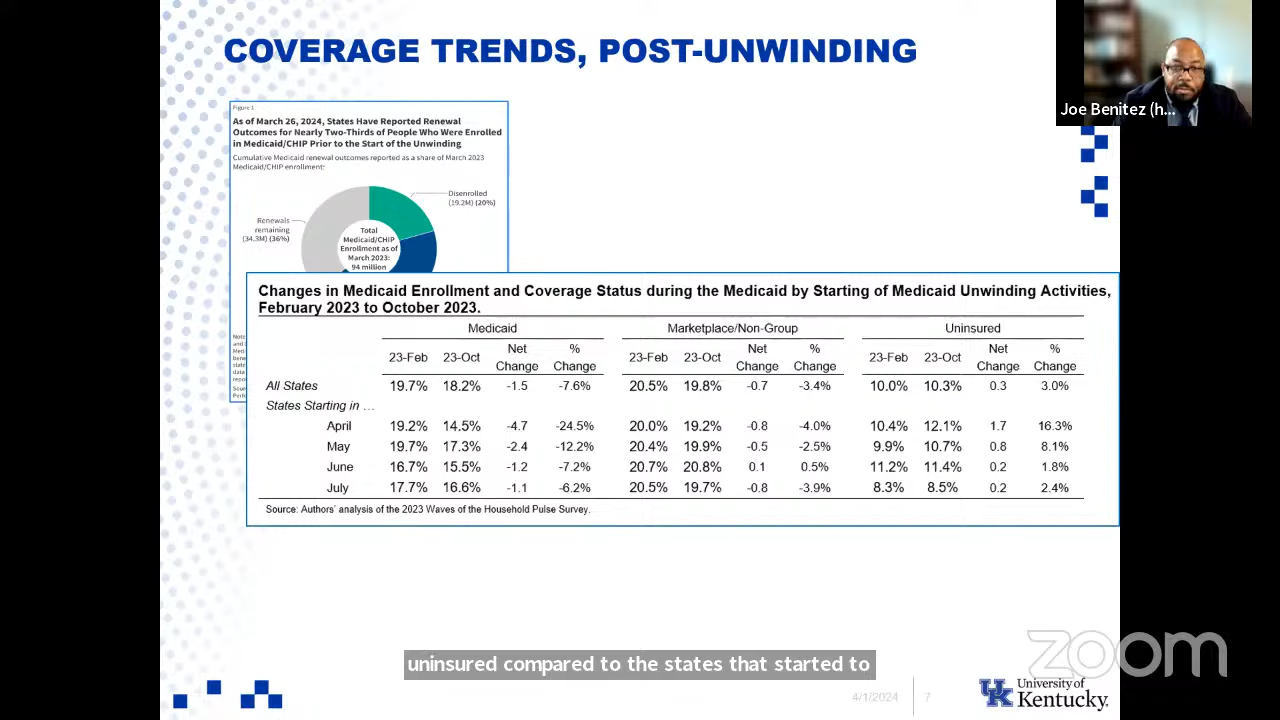 COVERAGE TRENDS, POST-UNWINDING
Joe Benitez (h...
Figure 1
As of March 26, 2024, States Have Reported Renewal
Outcomes for Nearly Two-Thirds of People Who Were Enrolled
in Medicaid/CHIP Prior to the Start of the Unwinding
Cumulative Medicaid renewal outcomes reported as a share of March 2023
Medicaid/CHIP enrollment:
Disenrolled
(19.2M) (20%)
Renewals
remaining
(34.3M) (36%)
Total
Medicaid/CHIP
Enrollment as of
March 2023:
94 million
Changes in Medicaid Enrollment and Coverage Status during the Medicaid by Starting of Medicaid Unwinding Activities,
February 2023 to October 2023.
Medicaid Marketplace/Non-Group Uninsured
23-Feb 23-Oct Net Change % Change 23-Feb 23-Oct Net Change % Change 23-Feb 23-Oct Net Change % Change
All States 19.7% 18.2% -1.5 -7.6% 20.5% 19.8% -0.7 -3.4% 10.0% 10.3% 0.3 3.0%
States Starting in …
April 19.2% 14.5% -4.7 -24.5% 20.0% 19.2% -0.8 -4.0% 10.4% 12.1% 1.7 16.3%
May 19.7% 17.3% -2.4 -12.2% 20.4% 19.9% -0.5 -2.5% 9.9% 10.7% 0.8 8.1%
June 16.7% 15.5% -1.2 -7.2% 20.7% 20.8% 0.1 0.5% 11.2% 11.4% 0.2 1.8%
July 17.7% 16.6% -1.1 -6.2% 20.5% 19.7% -0.8 -3.9% 8.3% 8.5% 0.2 2.4%
Source: Authors' analysis of the 2023 Waves of the Household Pulse Survey.
uninsured compared to the states that started to
zoom
4/1/2024 7
UK University of
Kentucky.